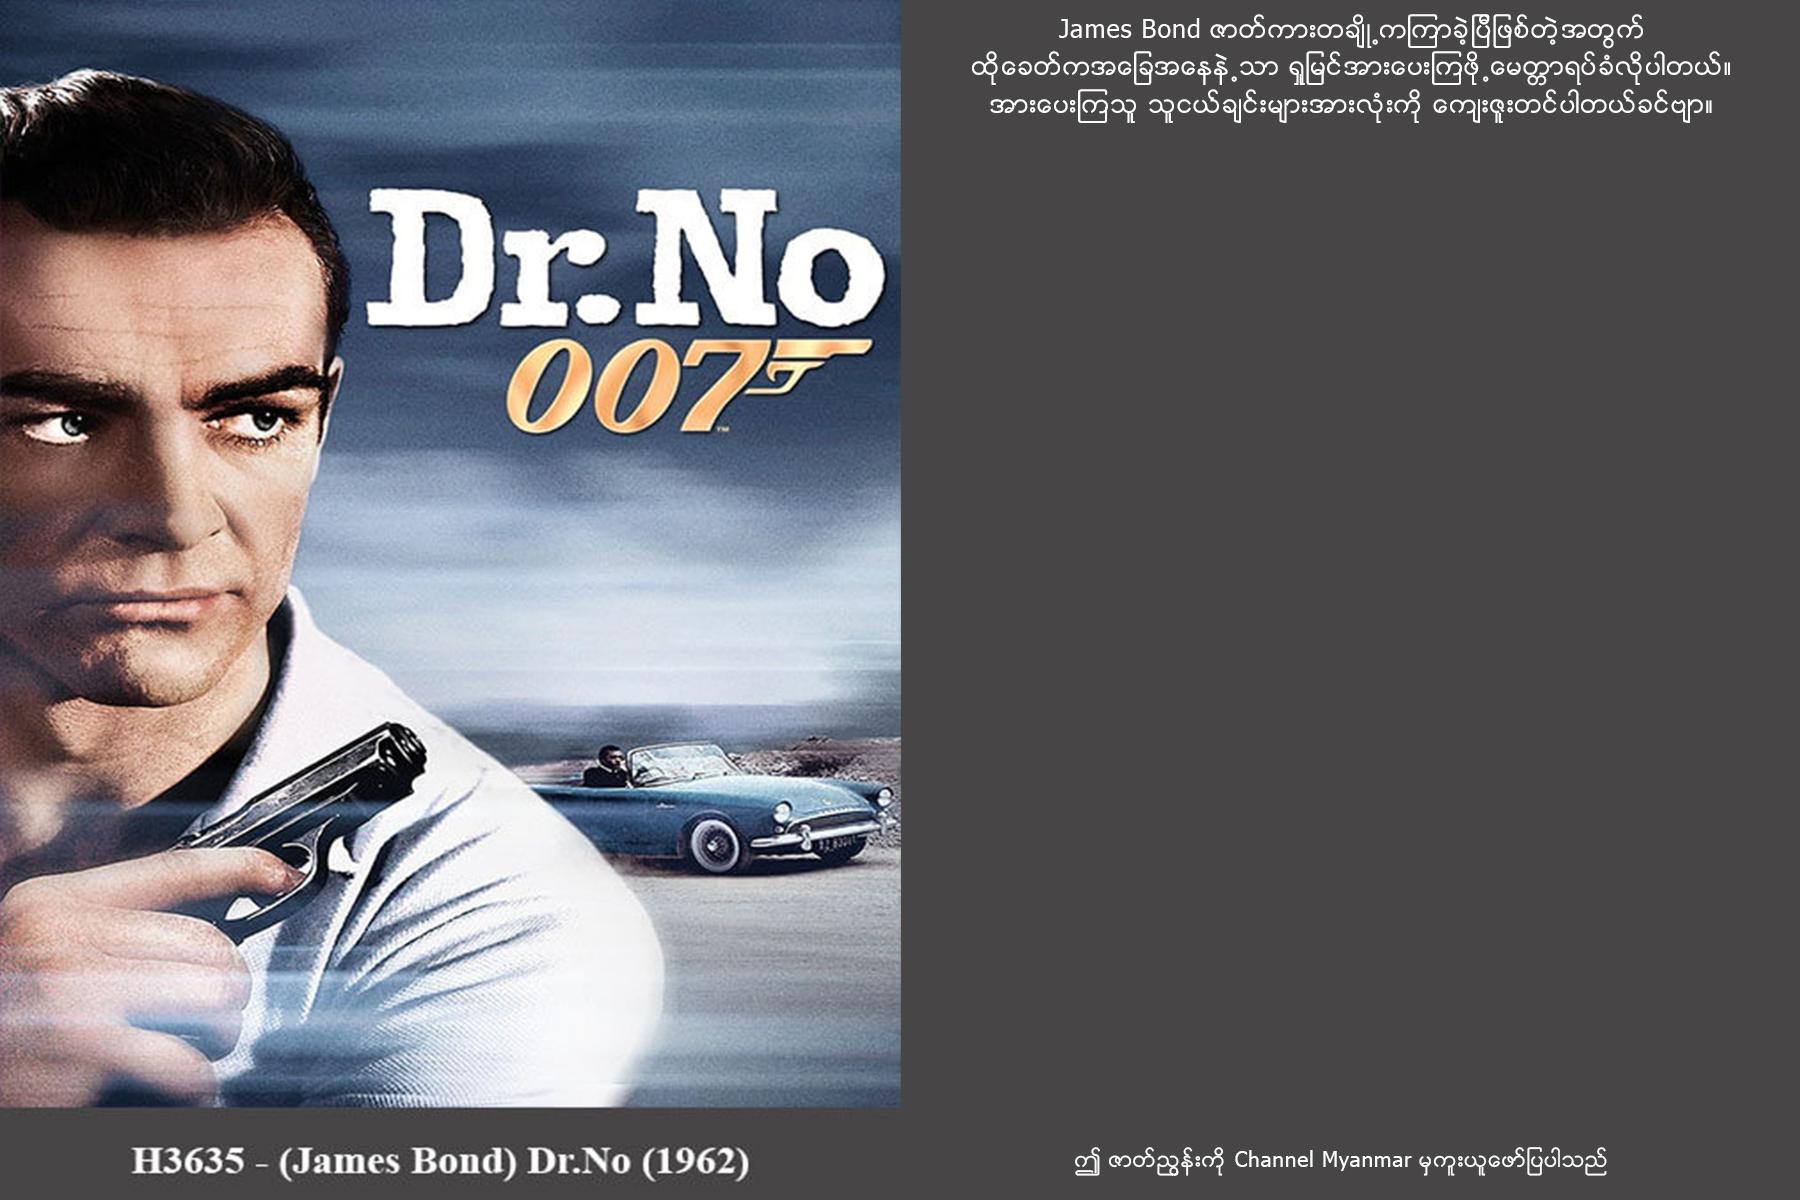 Dr.No
007
TM
H3635 - (James Bond) Dr.No (1962)
James Bond ဇာတ်ကားတချို့ကကြာခဲ့ပြီဖြစ်တဲ့အတွက်
ထိုခေတ်ကအခြေအနေနဲ့သာ ရှုမြင်အားပေးကြဖို့မေတ္တာရပ်ခံလိုပါတယ်။
အားပေးကြသူ သူငယ်ချင်းများအားလုံးကို ကျေးဇူးတင်ပါတယ်ခင်ဗျာ။
ဤ ဇာတ်ညွှန်းကို Channel Myanmar မှကူးယူဖော်ပြပါသည်